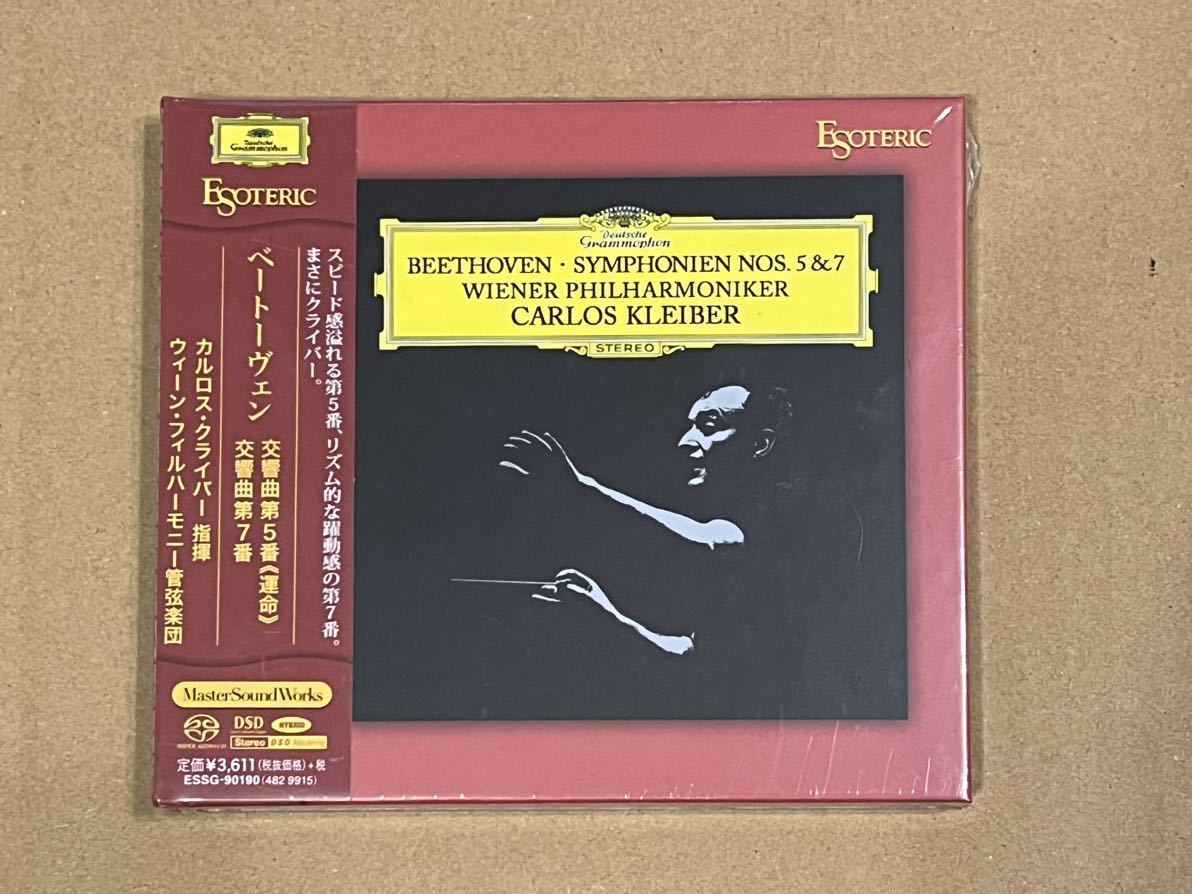 Deutsche
Grammophon
ESOTERIC
スピード感溢れる第5番、リズム的な躍動感の第7番。
まさにクライバー。
ベートーヴェン
交響曲 第5番《運命》
交響曲 第7番
カルロス・クライバー 指揮
ウィーン・フィルハーモニー管弦楽団
MasterSoundWorks
DSD HYBRID
Stereo DSD
定価¥3,611(税抜価格)+税
ESSG-90190(482 9915)
ESOTERIC
Deutsche
Grammophon
BEETHOVEN · SYMPHONIEN NOS. 5 & 7
WIENER PHILHARMONIKER
CARLOS KLEIBER
STEREO